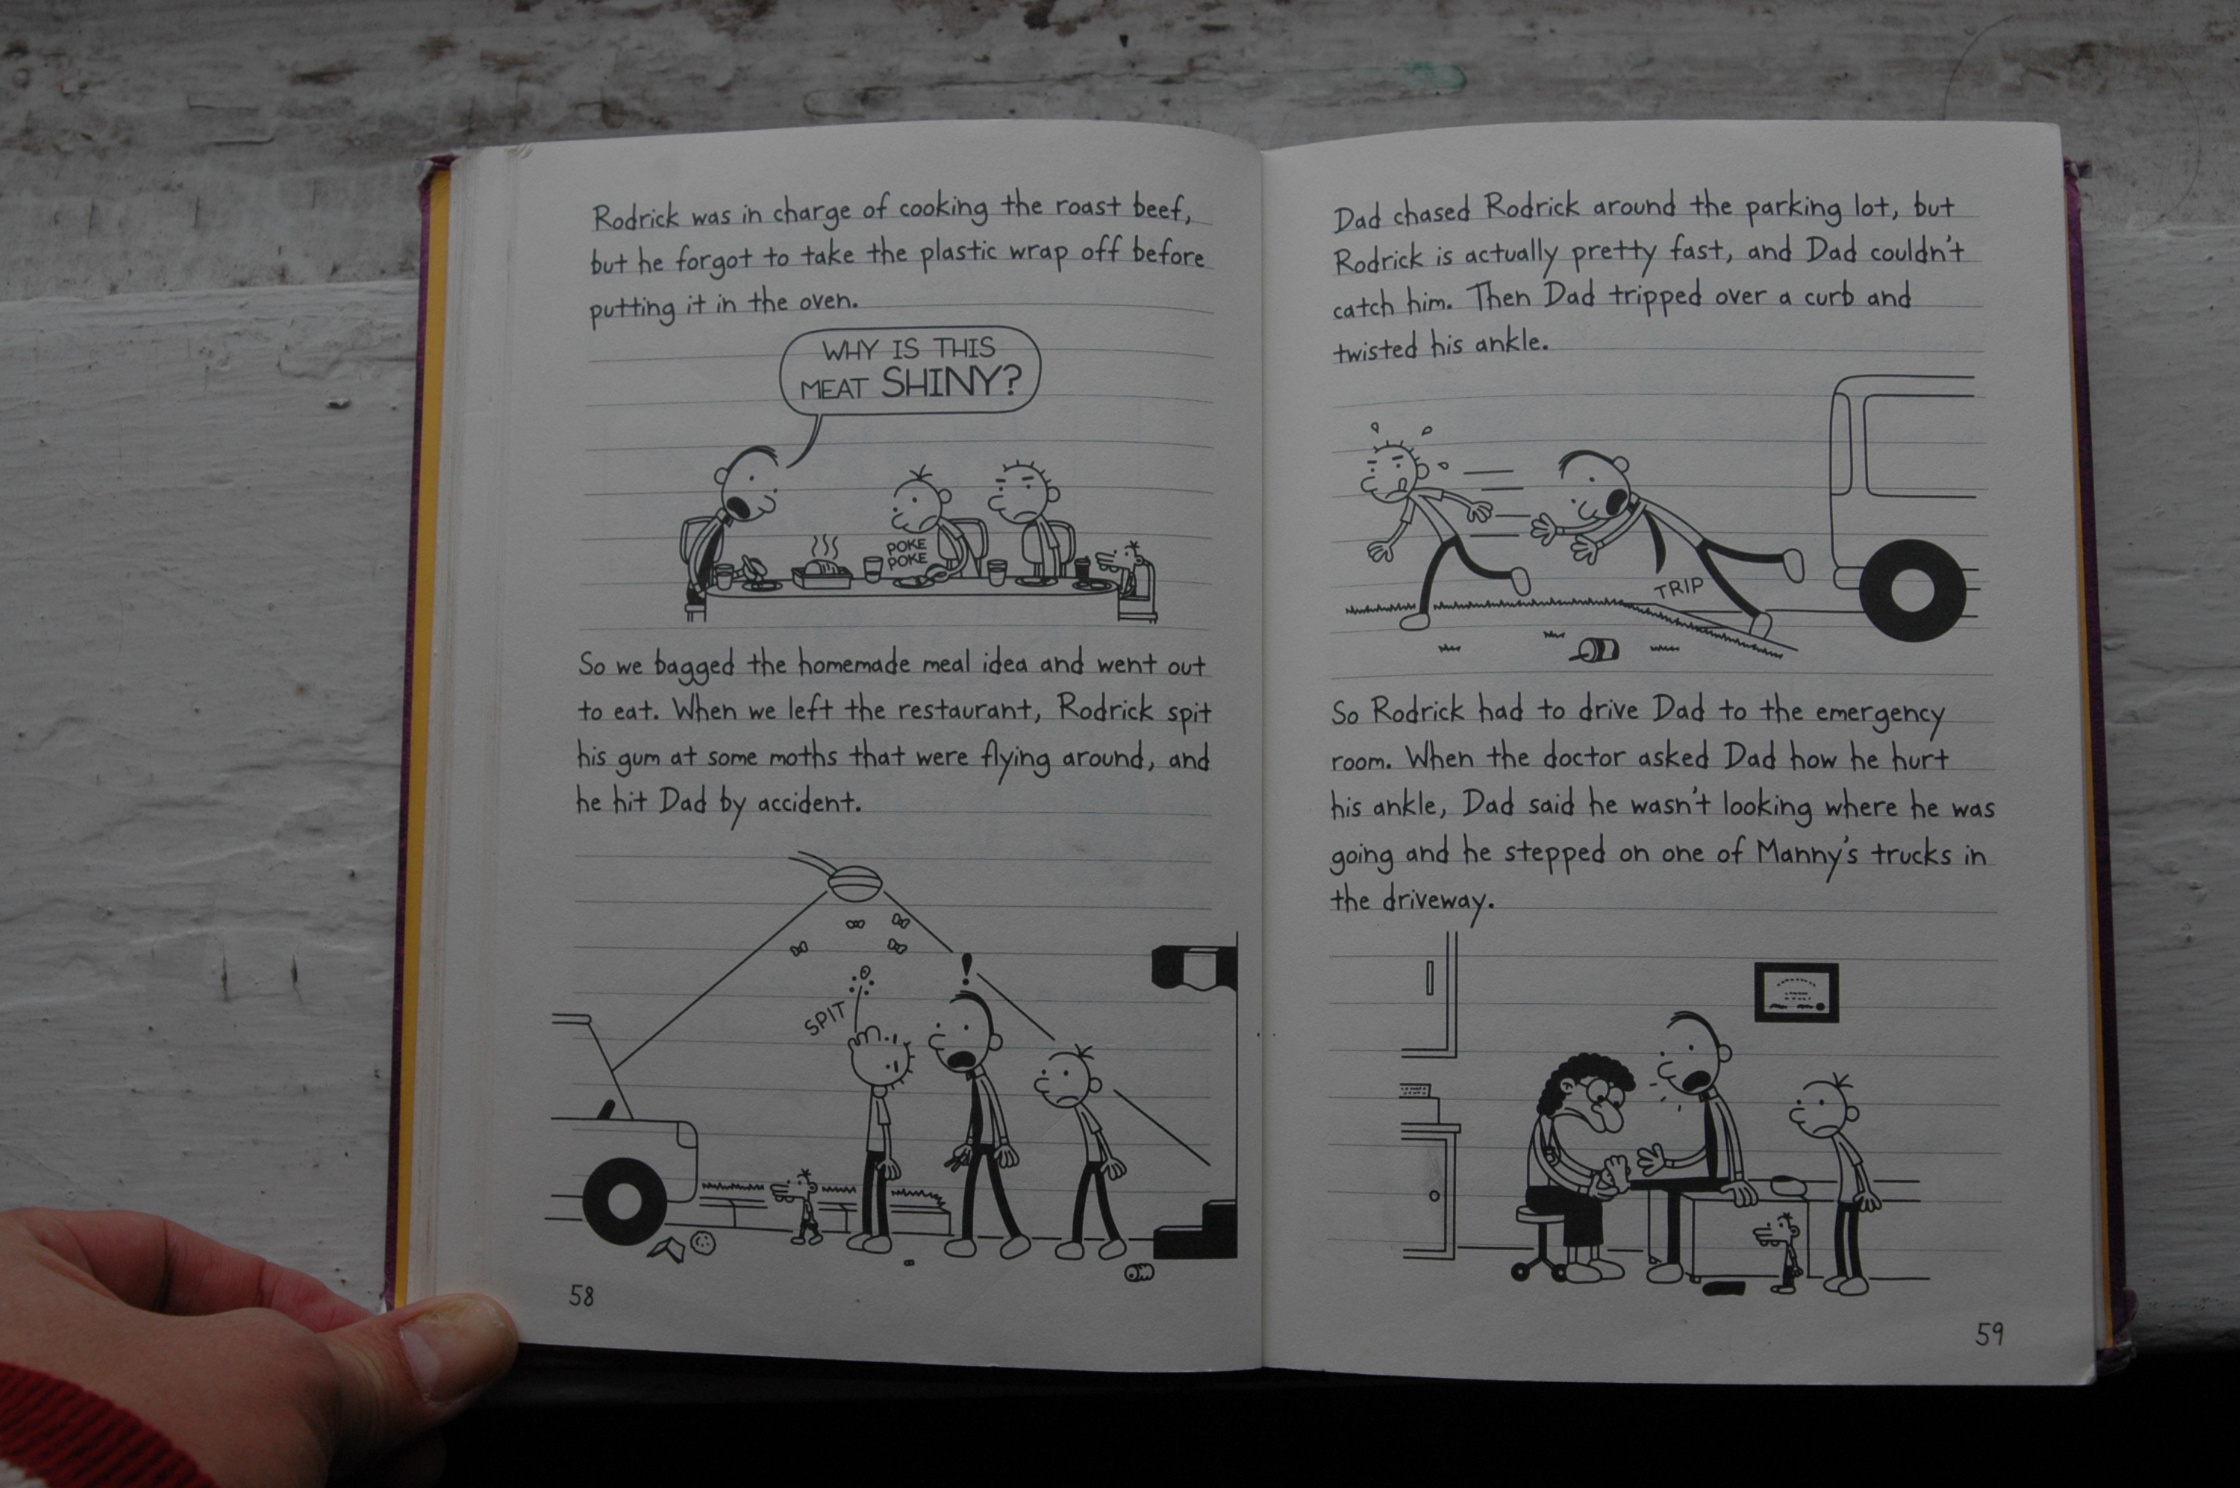 Rodrick was in charge of cooking the roast beef,
but he forgot to take the plastic wrap off before
putting it in the oven.
WHY IS THIS
MEAT SHINY?
POKE
POKE
So we bagged the homemade meal idea and went out
to eat. When we left the restaurant, Rodrick spit
his gum at some moths that were flying around, and
he hit Dad by accident.
!
SPIT
58
Dad chased Rodrick around the parking lot, but
Rodrick is actually pretty fast, and Dad couldn't
catch him. Then Dad tripped over a curb and
twisted his ankle.
TRIP
So Rodrick had to drive Dad to the emergency
room. When the doctor asked Dad how he hurt
his ankle, Dad said he wasn't looking where he was
going and he stepped on one of Manny's trucks in
the driveway.
59